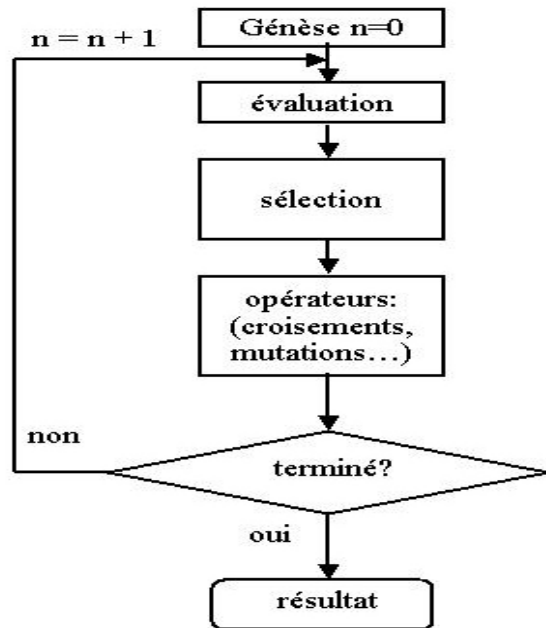 Génèse n=0
n = n + 1
évaluation
sélection
opérateurs:
(croisements,
mutations…)
non
terminé?
oui
résultat